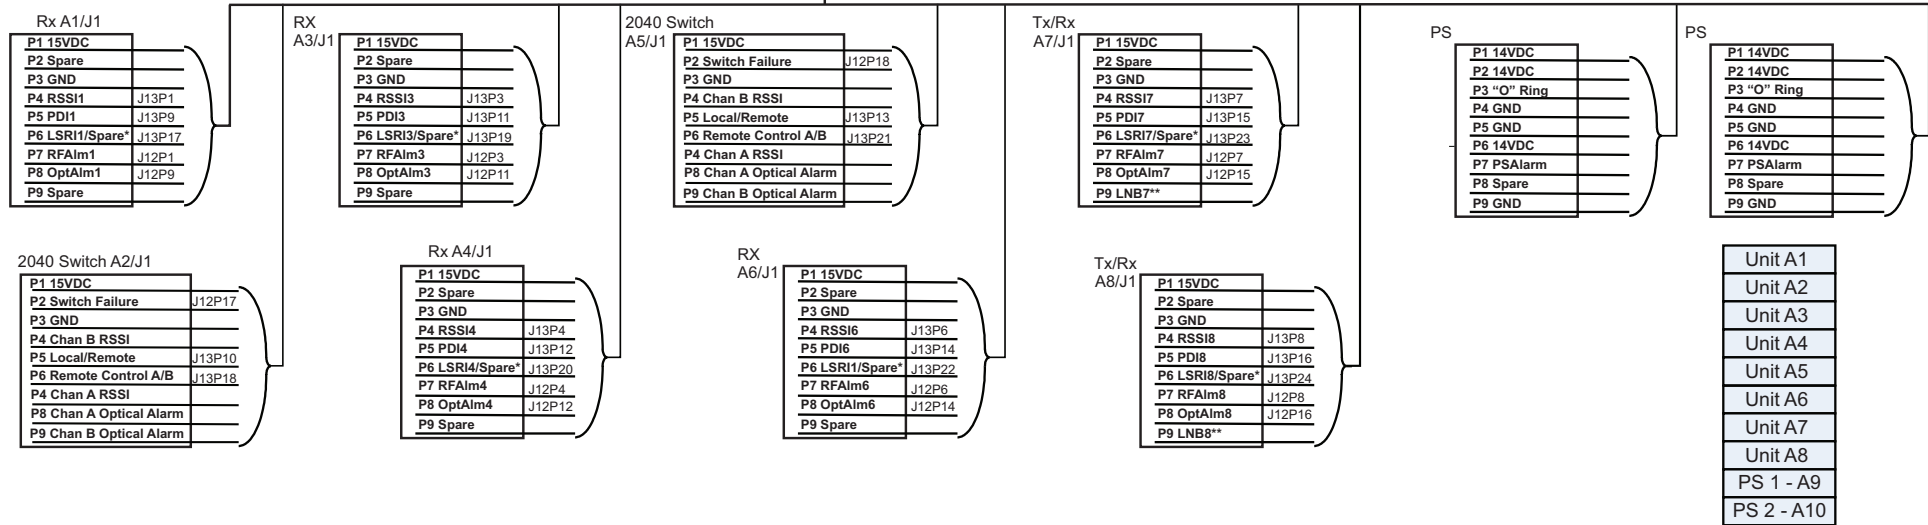 Rx A1/J1
P1 15VDC
P2 Spare
P3 GND
P4 RSSI1 J13P1
P5 PDI1 J13P9
P6 LSRI1/Spare* J13P17
P7 RFAlm1 J12P1
P8 OptAlm1 J12P9
P9 Spare
RX
A3/J1
P1 15VDC
P2 Spare
P3 GND
P4 RSSI3 J13P3
P5 PDI3 J13P11
P6 LSRI3/Spare* J13P19
P7 RFAlm3 J12P3
P8 OptAlm3 J12P11
P9 Spare
2040 Switch
A5/J1
P1 15VDC
P2 Switch Failure J12P18
P3 GND
P4 Chan B RSSI
P5 Local/Remote J13P13
P6 Remote Control A/B J13P21
P4 Chan A RSSI
P8 Chan A Optical Alarm
P9 Chan B Optical Alarm
Tx/Rx
A7/J1
P1 15VDC
P2 Spare
P3 GND
P4 RSSI7 J13P7
P5 PDI7 J13P15
P6 LSRI7/Spare* J13P23
P7 RFAlm7 J12P7
P8 OptAlm7 J12P15
P9 LNB7**
PS
P1 14VDC
P2 14VDC
P3 “O” Ring
P4 GND
P5 GND
P6 14VDC
P7 PSAlarm
P8 Spare
P9 GND
PS
P1 14VDC
P2 14VDC
P3 “O” Ring
P4 GND
P5 GND
P6 14VDC
P7 PSAlarm
P8 Spare
P9 GND
2040 Switch A2/J1
P1 15VDC
P2 Switch Failure J12P17
P3 GND
P4 Chan B RSSI
P5 Local/Remote J13P10
P6 Remote Control A/B J13P18
P4 Chan A RSSI
P8 Chan A Optical Alarm
P9 Chan B Optical Alarm
Rx A4/J1
P1 15VDC
P2 Spare
P3 GND
P4 RSSI4 J13P4
P5 PDI4 J13P12
P6 LSRI4/Spare* J13P20
P7 RFAlm4 J12P4
P8 OptAlm4 J12P12
P9 Spare
RX
A6/J1
P1 15VDC
P2 Spare
P3 GND
P4 RSSI6 J13P6
P5 PDI6 J13P14
P6 LSRI1/Spare* J13P22
P7 RFAlm6 J12P6
P8 OptAlm6 J12P14
P9 Spare
Tx/Rx
A8/J1
P1 15VDC
P2 Spare
P3 GND
P4 RSSI8 J13P8
P5 PDI8 J13P16
P6 LSRI8/Spare* J13P24
P7 RFAlm8 J12P8
P8 OptAlm8 J12P16
P9 LNB8**
Unit A1
Unit A2
Unit A3
Unit A4
Unit A5
Unit A6
Unit A7
Unit A8
PS 1 - A9
PS 2 - A10